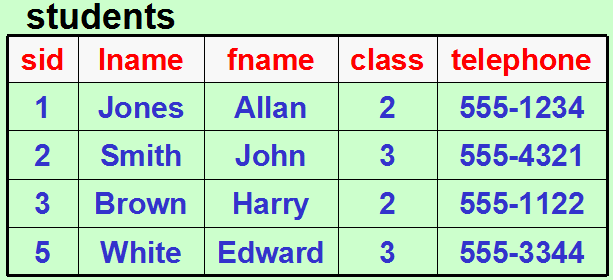 students
sid lname fname class telephone
1 Jones Allan 2 555-1234
2 Smith John 3 555-4321
3 Brown Harry 2 555-1122
5 White Edward 3 555-3344